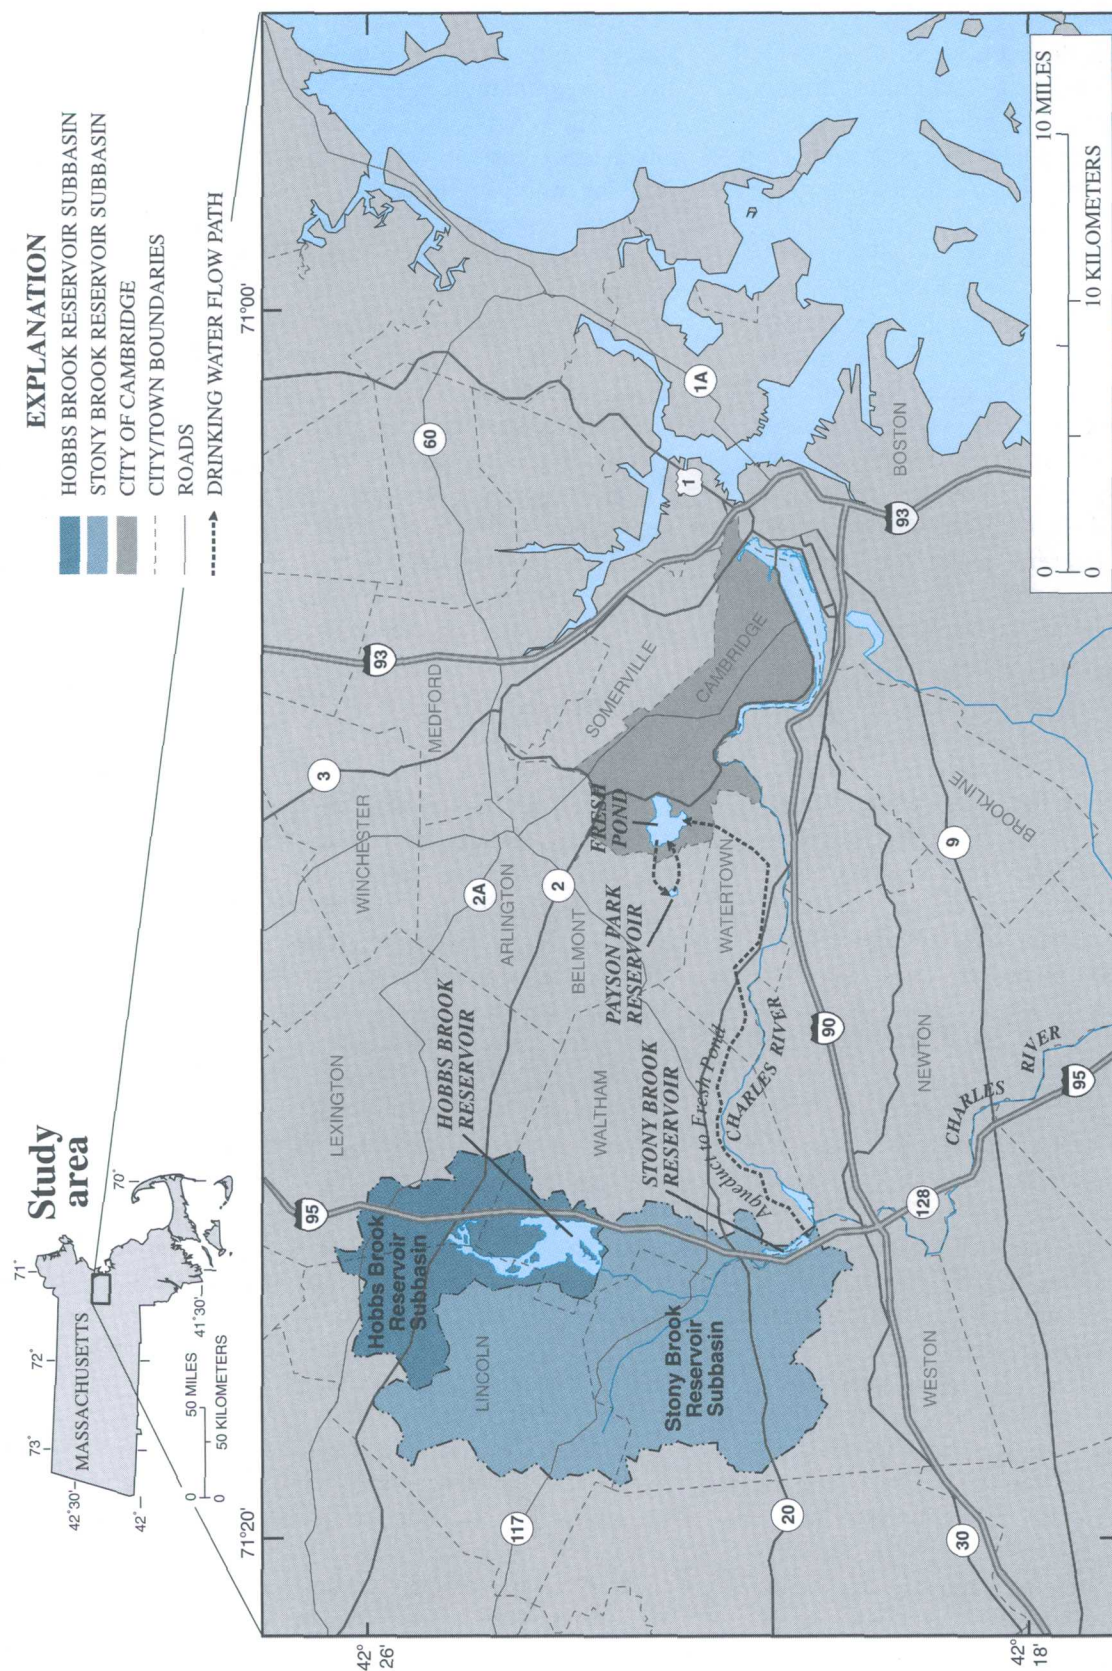 Study
area
71°
72°
73°
70°
42°30'
42°
41°30'
MASSACHUSETTS
0
50 MILES
0
50 KILOMETERS
EXPLANATION
HOBBS BROOK RESERVOIR SUBBASIN
STONY BROOK RESERVOIR SUBBASIN
CITY OF CAMBRIDGE
CITY/TOWN BOUNDARIES
ROADS
DRINKING WATER FLOW PATH
71°20'
71°00'
42°
26'
42°
18'
95
3
93
60
WINCHESTER
MEDFORD
LEXINGTON
Hobbs Brook
Reservoir
Subbasin
HOBBS BROOK
RESERVOIR
2A
ARLINGTON
2
BELMONT
LINCOLN
117
WALTHAM
SOMERVILLE
FRESH
POND
PAYSON PARK
RESERVOIR
1
1A
CAMBRIDGE
STONY BROOK
RESERVOIR
Stony Brook
Reservoir
Subbasin
Aqueduct to Fresh Pond
CHARLES RIVER
WATERTOWN
20
90
93
BOSTON
128
NEWTON
WESTON
9
BROOKLINE
30
CHARLES
RIVER
95
0
10 MILES
0
10 KILOMETERS